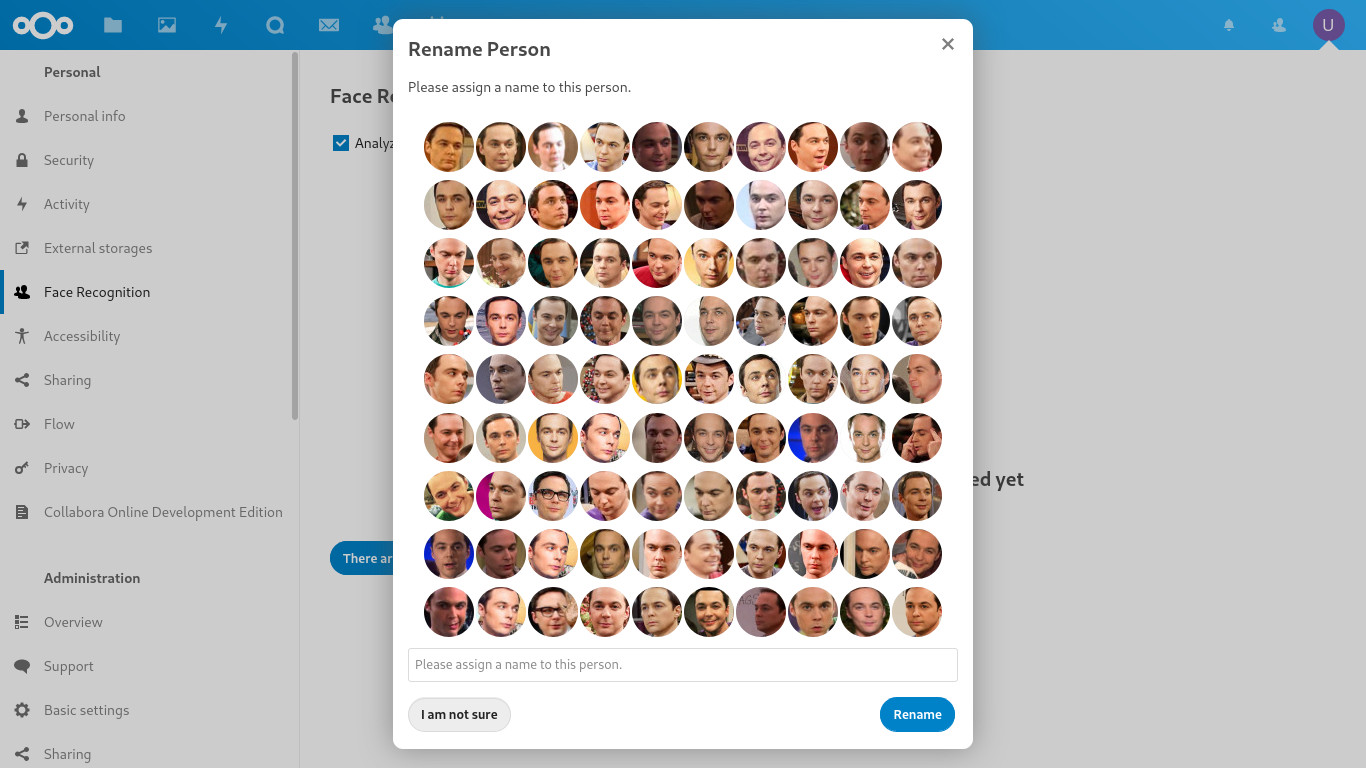 U
Personal
Personal info
Security
Activity
External storages
Face Recognition
Accessibility
Sharing
Flow
Privacy
Collabora Online Development Edition
Administration
Overview
Support
Basic settings
Sharing
Face Re
Analyz
There ar
ed yet
Rename Person
Please assign a name to this person.
Please assign a name to this person.
I am not sure
Rename